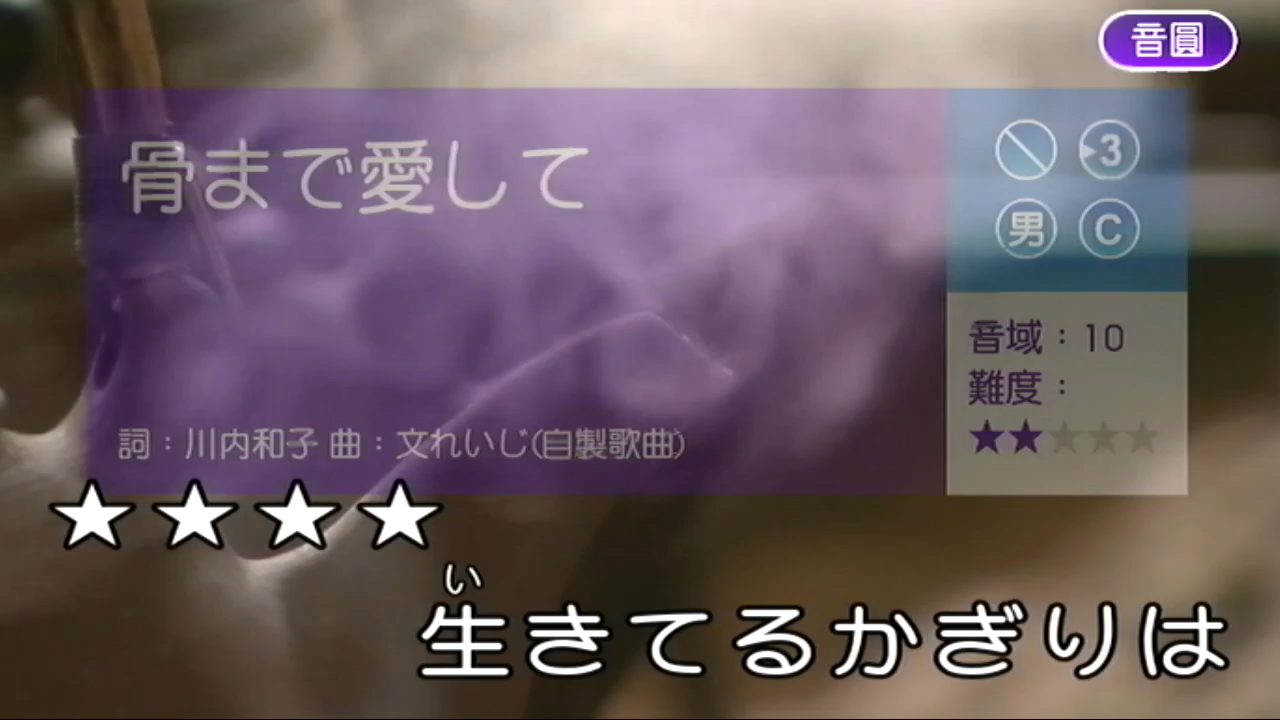 音圓
骨まで愛して
▶3
男 C
音域：10
難度：
★★★★★
詞：川内和子 曲：文れいじ(自製歌曲)
★★★★
い
生きてるかぎりは